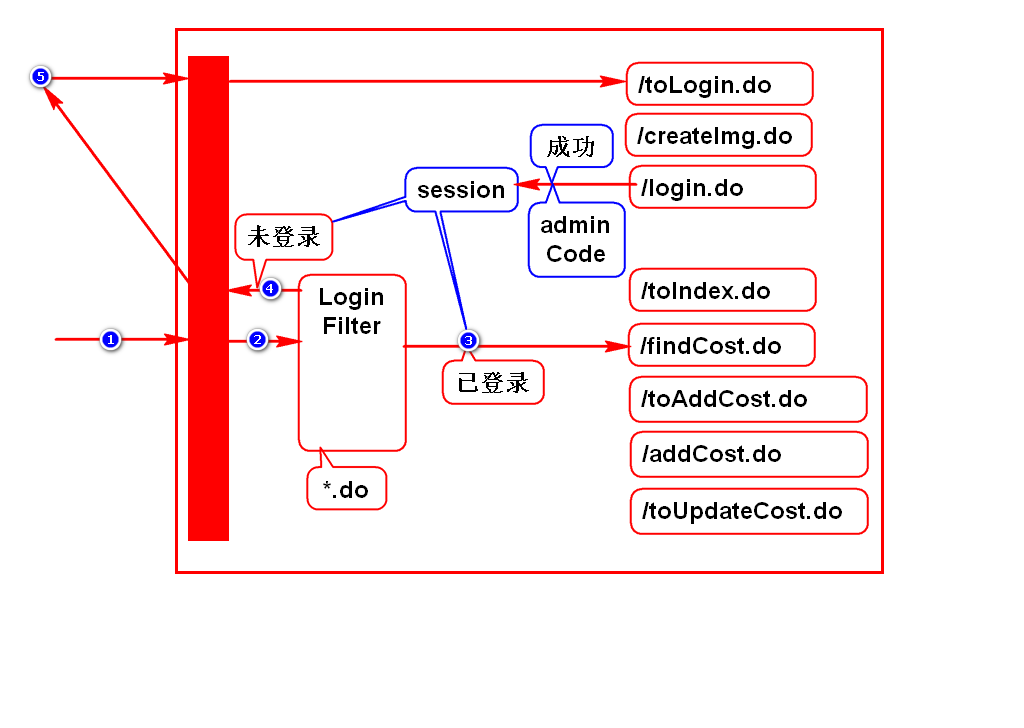 5
/toLogin.do
/createImg.do
成功
session
/login.do
admin
Code
未登录
4
Login
Filter
/toIndex.do
1
2
3
/findCost.do
已登录
/toAddCost.do
/addCost.do
*.do
/toUpdateCost.do